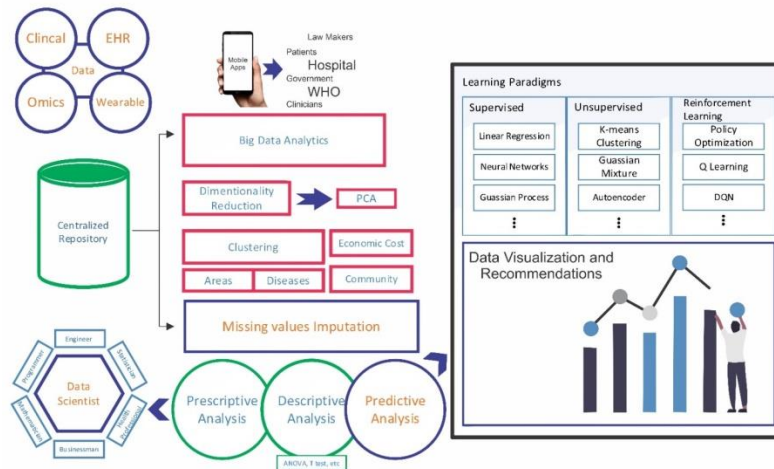 Clincal
EHR
Data
Omics
Wearable
Mobile
Apps
Law Makers
Patients
Hospital
Government
WHO
Clinicians
Big Data Analytics
Dimentionality
Reduction
PCA
Centralized
Repository
Clustering
Economic Cost
Areas
Diseases
Community
Missing values Imputation
Engineer
Programmer
Statistician
Data
Scientist
Mathematician
Health
Professional
Businessman
Prescriptive
Analysis
Descriptive
Analysis
Predictive
Analysis
ANOVA, T test, etc
Learning Paradigms
Supervised
Linear Regression
Neural Networks
Guassian Process
Unsupervised
K-means
Clustering
Guassian
Mixture
Autoencoder
Reinforcement
Learning
Policy
Optimization
Q Learning
DQN
Data Visualization and
Recommendations